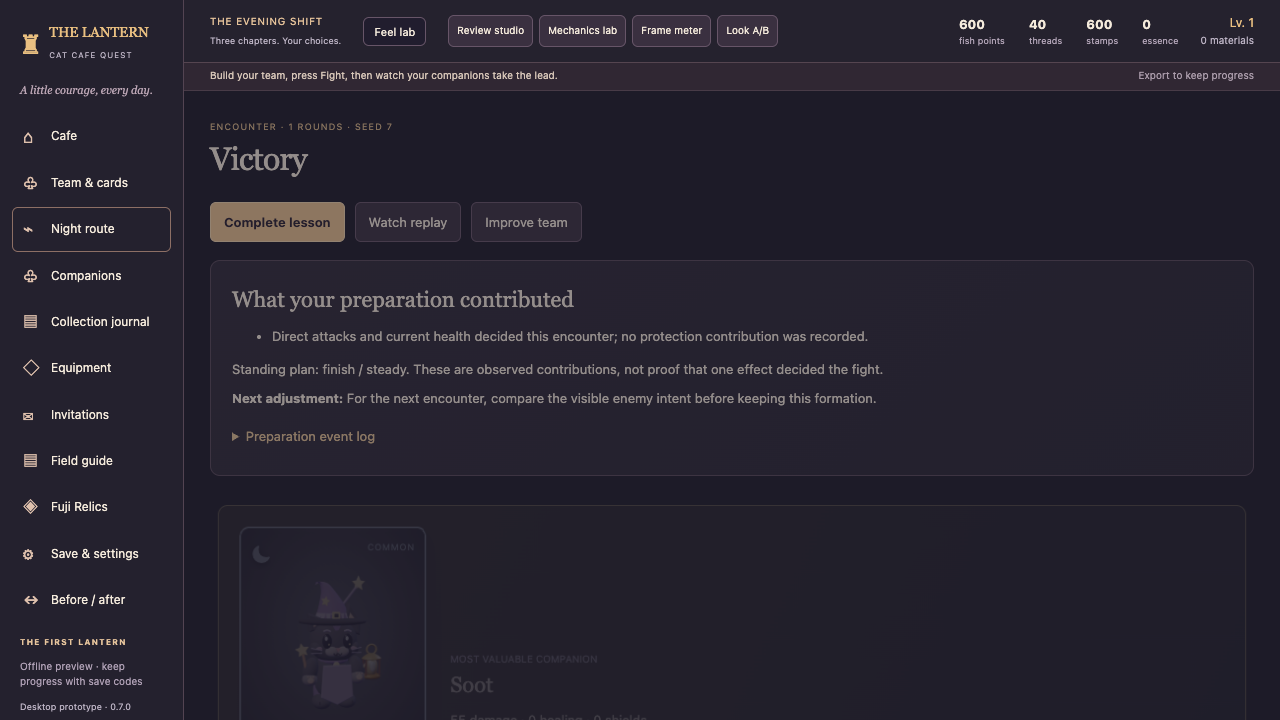 THE LANTERN
CAT CAFE QUEST
A little courage, every day.
Cafe
Team & cards
Night route
Companions
Collection journal
Equipment
Invitations
Field guide
Fuji Relics
Save & settings
Before / after
THE FIRST LANTERN
Offline preview · keep
progress with save codes
Desktop prototype · 0.7.0
THE EVENING SHIFT
Three chapters. Your choices.
Feel lab
Review studio
Mechanics lab
Frame meter
Look A/B
600
fish points
40
threads
600
stamps
0
essence
Lv. 1
0 materials
Build your team, press Fight, then watch your companions take the lead.
Export to keep progress
ENCOUNTER · 1 ROUNDS · SEED 7
Victory
Complete lesson
Watch replay
Improve team
What your preparation contributed
• Direct attacks and current health decided this encounter; no protection contribution was recorded.
Standing plan: finish / steady. These are observed contributions, not proof that one effect decided the fight.
Next adjustment: For the next encounter, compare the visible enemy intent before keeping this formation.
Preparation event log
COMMON
MOST VALUABLE COMPANION
Soot
55 damage · 0 healing · 0 shields